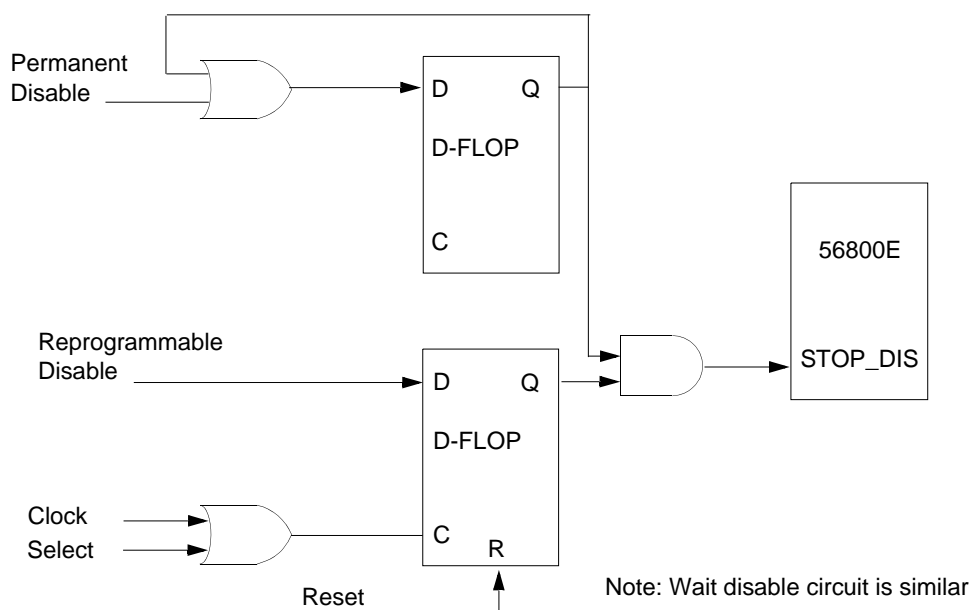 Permanent
Disable
D
Q
D-FLOP
C
56800E
STOP_DIS
Reprogrammable
Disable
D
Q
D-FLOP
C
R
Clock
Select
Reset
Note: Wait disable circuit is similar